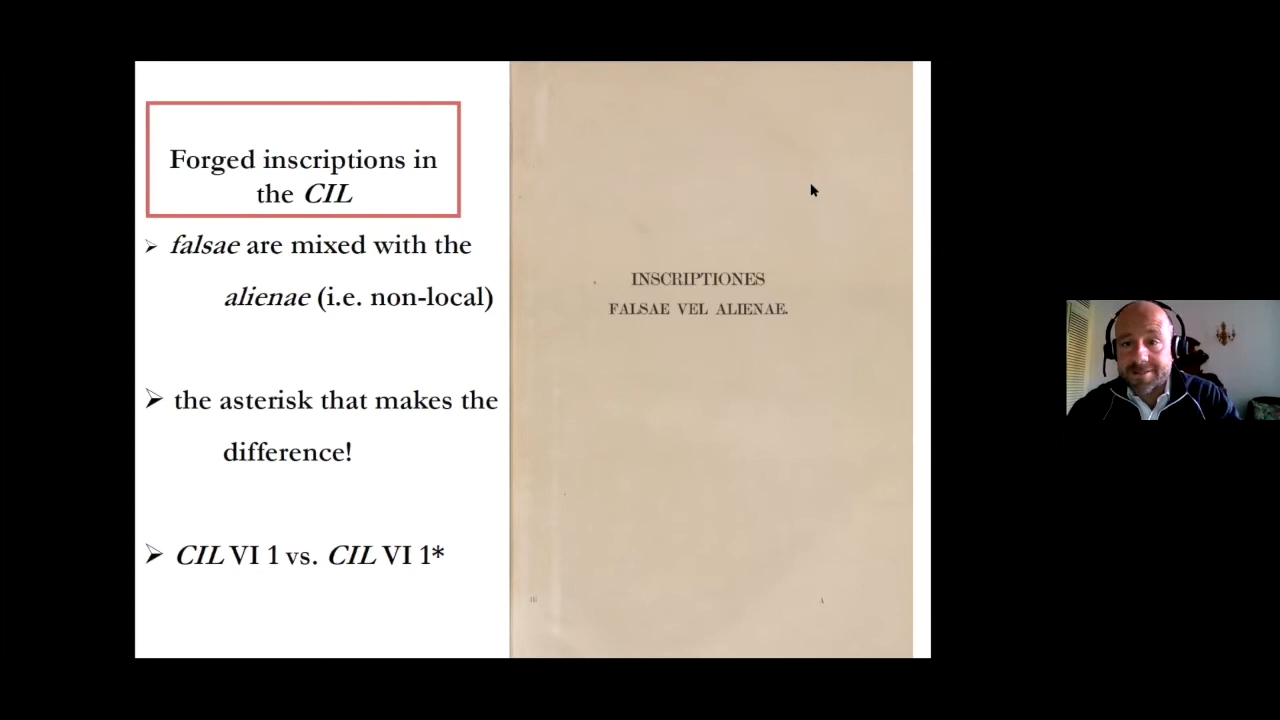 Forged inscriptions in
the CIL
falsae are mixed with the
alienae (i.e. non-local)
the asterisk that makes the
difference!
CIL VI 1 vs. CIL VI 1*
INSCRIPTIONES
FALSAE VEL ALIENAE.
A